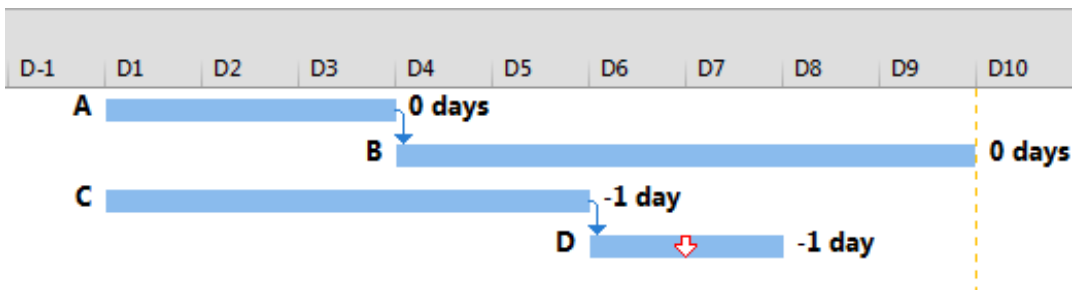 D-1 D1 D2 D3 D4 D5 D6 D7 D8 D9 D10
A 0 days
B 0 days
C -1 day
D -1 day